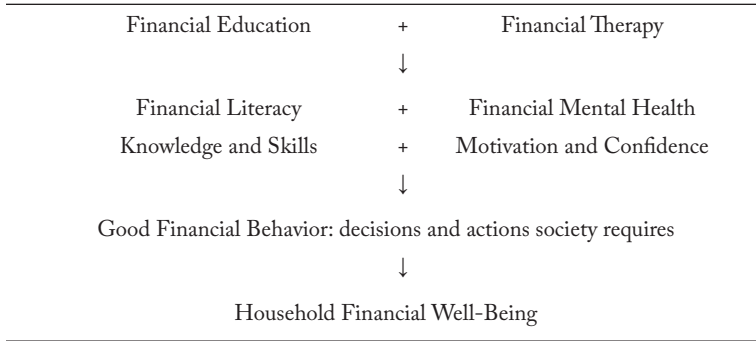 Financial Education + Financial Therapy
↓
Financial Literacy + Financial Mental Health
Knowledge and Skills + Motivation and Confidence
↓
Good Financial Behavior: decisions and actions society requires
↓
Household Financial Well-Being